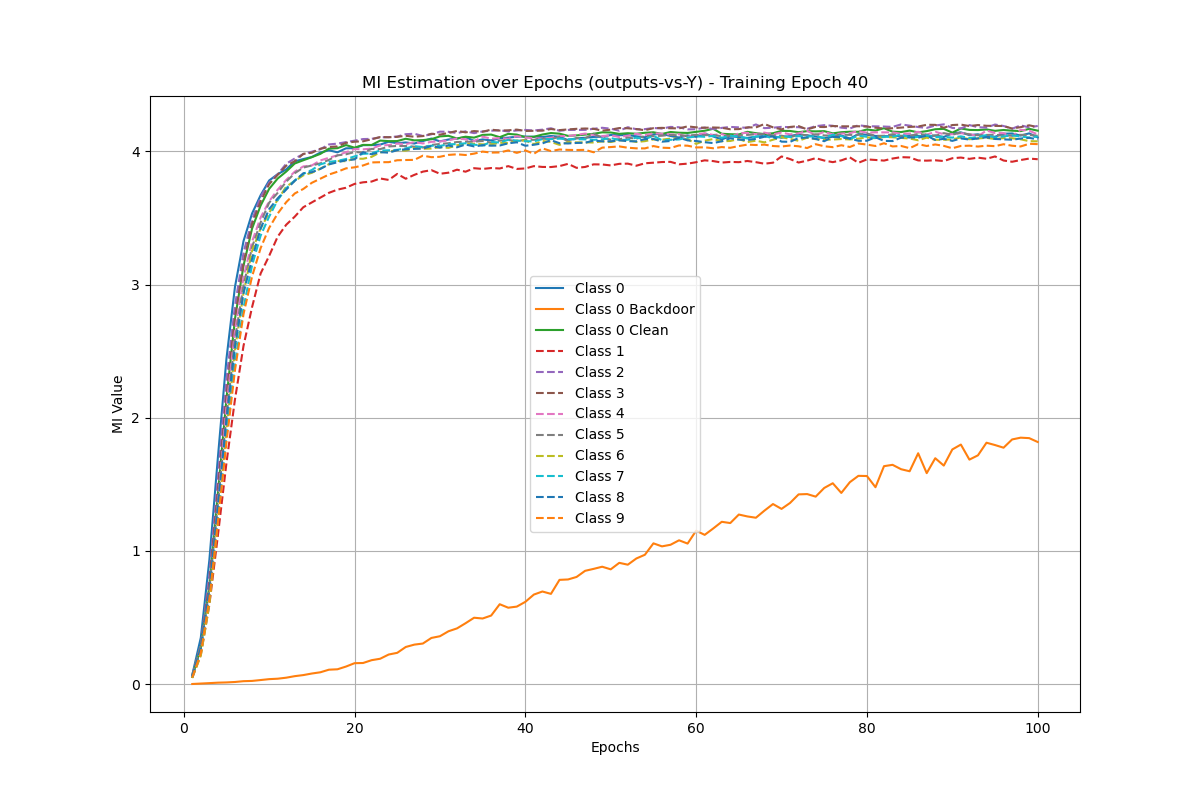 MI Estimation over Epochs (outputs-vs-Y) - Training Epoch 40
MI Value
4
3
2
1
0
Class 0
Class 0 Backdoor
Class 0 Clean
Class 1
Class 2
Class 3
Class 4
Class 5
Class 6
Class 7
Class 8
Class 9
0 20 40 60 80 100
Epochs